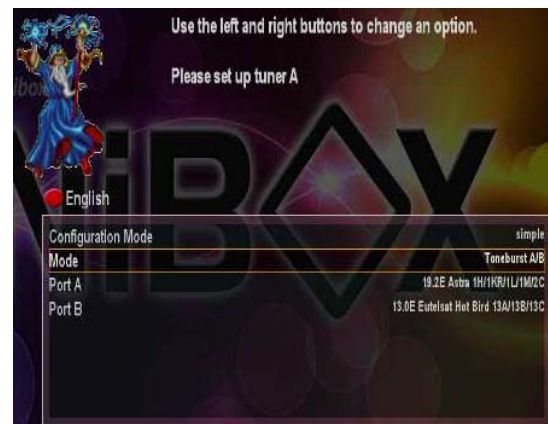 Use the left and right buttons to change an option.
Please set up tuner A
English
Configuration Mode simple
Mode Toneburst A/B
Port A 19.2E Astra 1H/1KR/1L/1M/2C
Port B 13.0E Eutelsat Hot Bird 13A/13B/13C